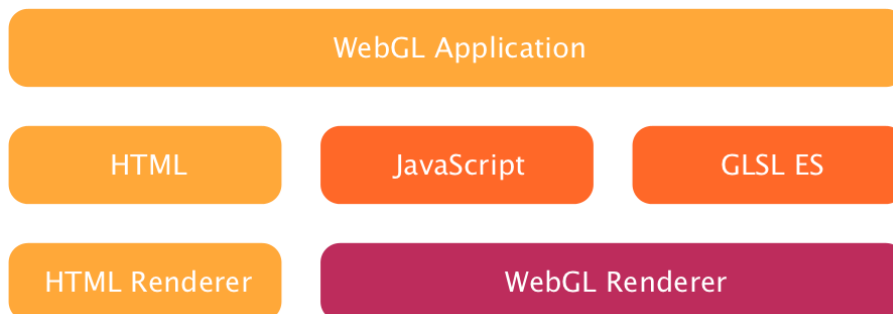 WebGL Application
HTML
JavaScript
GLSL ES
HTML Renderer
WebGL Renderer